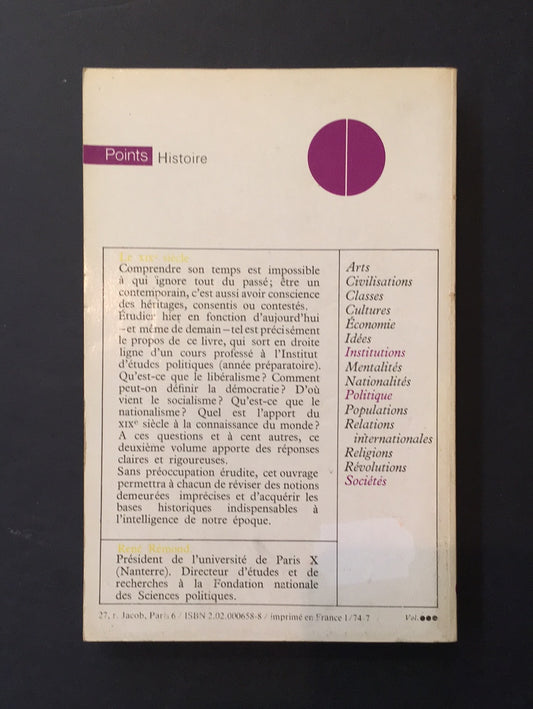 Points Histoire
Le XIXe siècle
Comprendre son temps est impossible
à qui ignore tout du passé; être un
contemporain, c'est aussi avoir conscience
des héritages, consentis ou contestés.
Étudier hier en fonction d'aujourd'hui
–et même de demain–tel est précisément
le propos de ce livre, qui sort en droite
ligne d'un cours professé à l'Institut
d'études politiques (année préparatoire).
Qu'est-ce que le libéralisme? Comment
peut-on définir la démocratie? D'où
vient le socialisme? Qu'est-ce que le
nationalisme? Quel est l'apport du
XIXe siècle à la connaissance du monde?
A ces questions et à cent autres, ce
deuxième volume apporte des réponses
claires et rigoureuses.
Sans préoccupation érudite, cet ouvrage
permettra à chacun de réviser des notions
demeurées imprécises et d'acquérir les
bases historiques indispensables à
l'intelligence de notre époque.
René Rémond
Président de l'université de Paris X
(Nanterre). Directeur d'études et de
recherches à la Fondation nationale
des Sciences politiques.
Arts
Civilisations
Classes
Cultures
Économie
Idées
Institutions
Mentalités
Nationalités
Politique
Populations
Relations
internationales
Religions
Révolutions
Sociétés
27, r. Jacob, Paris 6 / ISBN 2.02.000658-8 / imprimé en France 1/74-7 Vol. ●●●